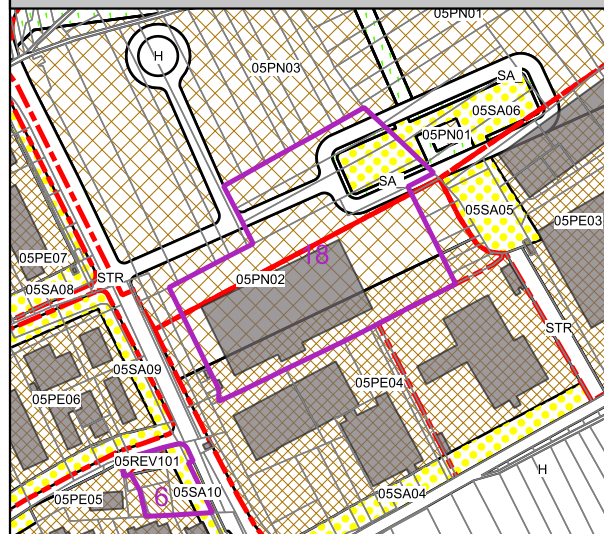 05PN01
H
05PN03
SA
05SA06
05PN01
SA
05SA05
05PE03
18
05PE07
STR
05PN02
05SA08
STR
05SA09
05PE04
05PE06
05REV101
H
05PE05
6
05SA10
05SA04